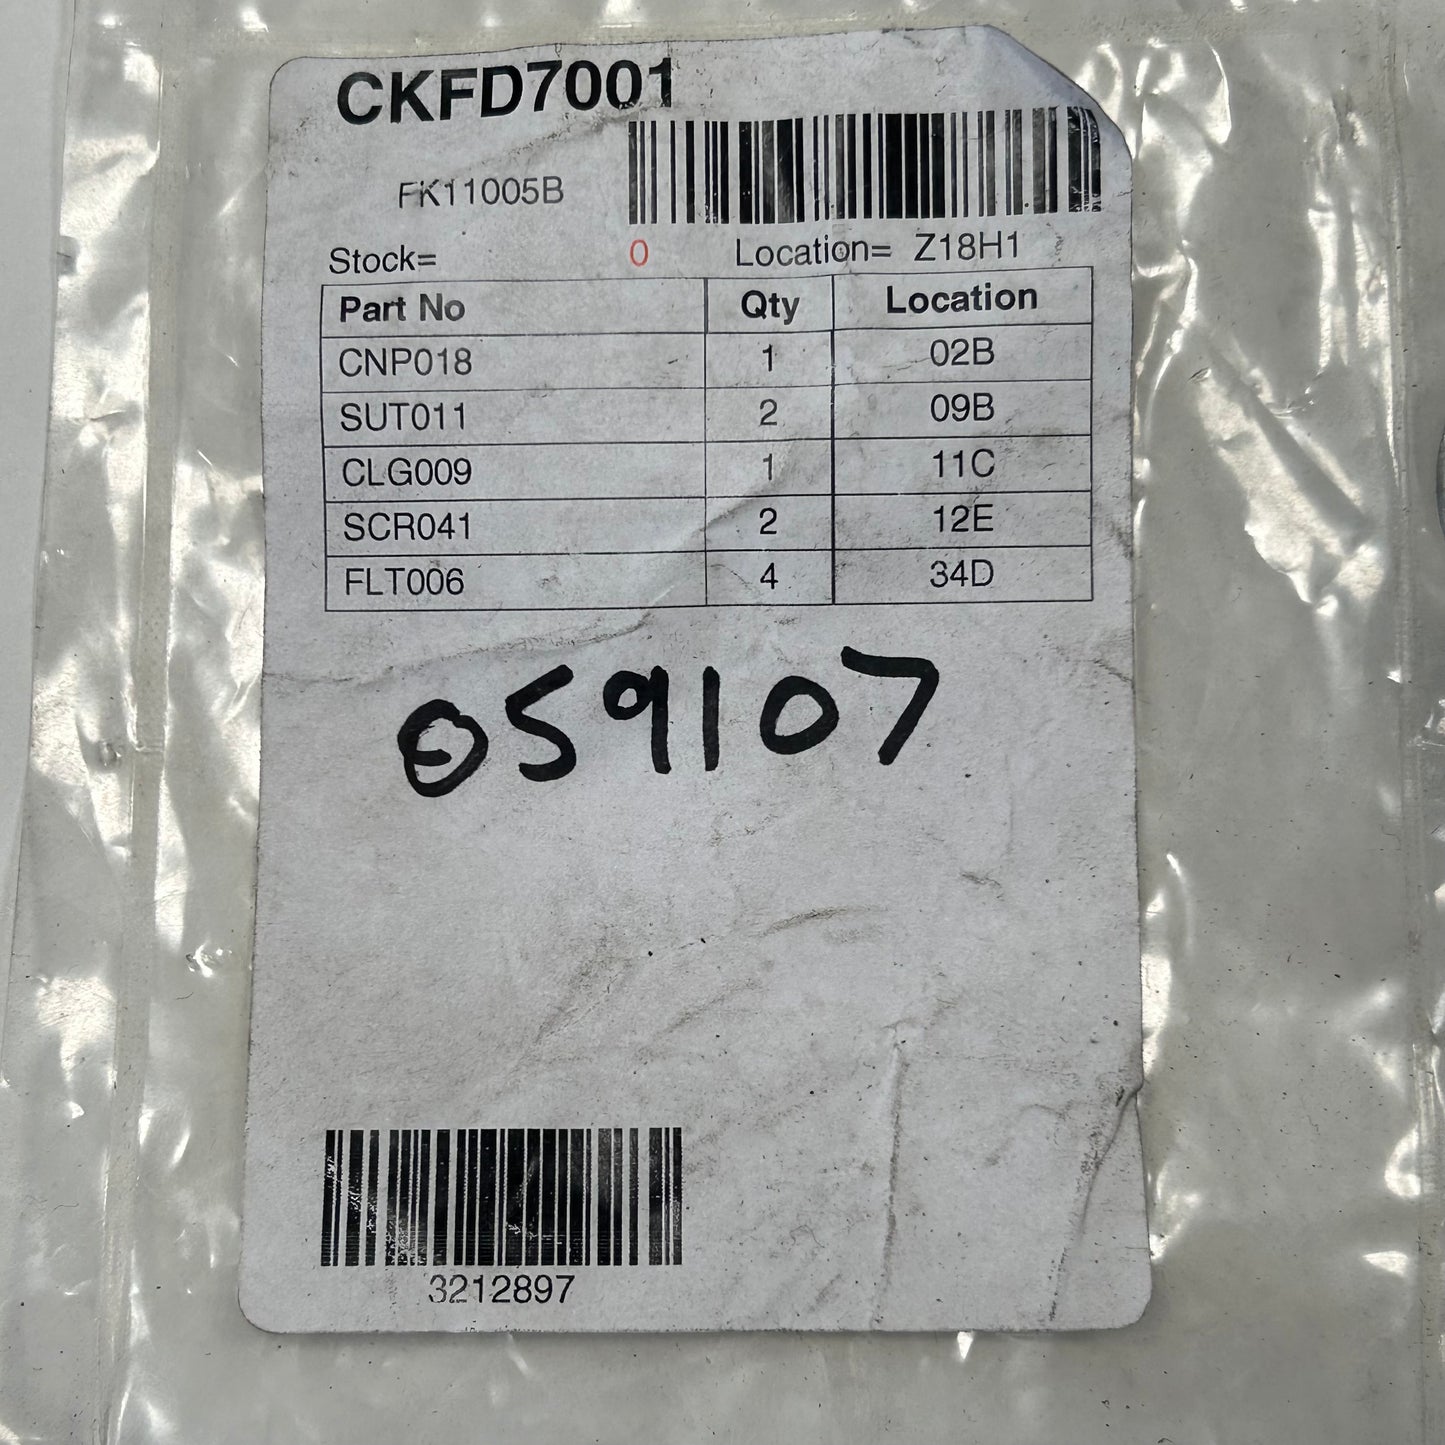 CKFD7001
FK11005B
Stock= 0 Location= Z18H1
Part No Qty Location
CNP018 1 02B
SUT011 2 09B
CLG009 1 11C
SCR041 2 12E
FLT006 4 34D
059107
3212897